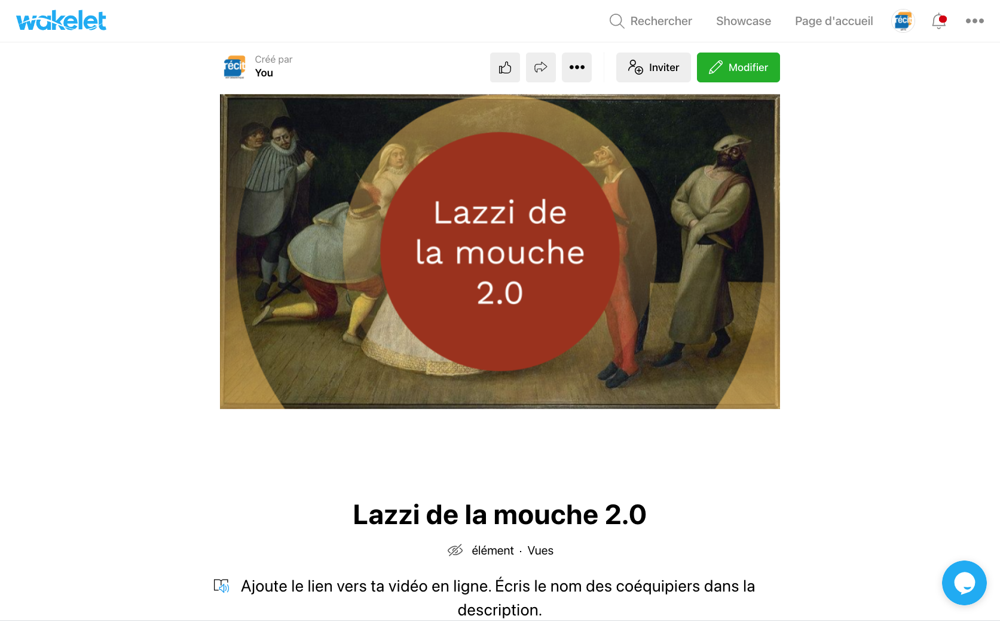 wakelet
Rechercher
Showcase
Page d'accueil
récit
récit
Créé par
You
Inviter
Modifier
Lazzi de
la mouche
2.0
Lazzi de la mouche 2.0
élément · Vues
Ajoute le lien vers ta vidéo en ligne. Écris le nom des coéquipiers dans la
description.